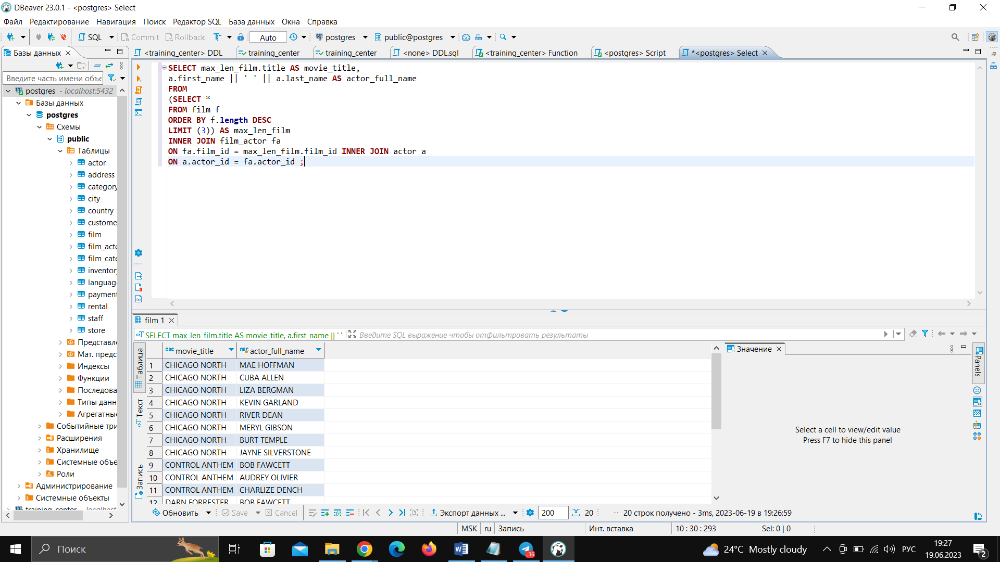 DBeaver 23.0.1 - <postgres> Select
Файл Редактирование Навигация Поиск Редактор SQL База данных Окна Справка
SQL Commit Rollback Auto postgres public@postgres
Базы данных
<training_center> DDL training_center training_center <none> DDL.sql <training_center> Function <postgres> Script *<postgres> Select
Введите часть имени объе
postgres - localhost:5432
Базы данных
postgres
Схемы
public
Таблицы
actor
address
category
city
country
custome
film
film_acto
film_cate
inventor
languag
paymen
rental
staff
store
Представл
Мат. предс
Индексы
Функции
Последова
Типы данн
Агрегатны
Событийные три
Расширения
Хранилище
Системные объе
Роли
Администрирование
Системные объекты
training_center localhost
SELECT max_len_film.title AS movie_title,
a.first_name || ' ' || a.last_name AS actor_full_name
FROM
(SELECT *
FROM film f
ORDER BY f.length DESC
LIMIT (3)) AS max_len_film
INNER JOIN film_actor fa
ON fa.film_id = max_len_film.film_id INNER JOIN actor a
ON a.actor_id = fa.actor_id ;
film 1
SELECT max_len_film.title AS movie_title, a.first_name || ' ' Введите SQL выражение чтобы отфильтровать результаты
Таблица
Текст
Запись
movie_title actor_full_name
1 CHICAGO NORTH MAE HOFFMAN
2 CHICAGO NORTH CUBA ALLEN
3 CHICAGO NORTH LIZA BERGMAN
4 CHICAGO NORTH KEVIN GARLAND
5 CHICAGO NORTH RIVER DEAN
6 CHICAGO NORTH MERYL GIBSON
7 CHICAGO NORTH BURT TEMPLE
8 CHICAGO NORTH JAYNE SILVERSTONE
9 CONTROL ANTHEM BOB FAWCETT
10 CONTROL ANTHEM AUDREY OLIVIER
11 CONTROL ANTHEM CHARLIZE DENCH
12 DARN FORRESTER BOB FAWCETT
Значение
Panels
Select a cell to view/edit value
Press F7 to hide this panel
Обновить Save Cancel Экспорт данных ... 200 20 20 строк получено - 3ms, 2023-06-19 в 19:26:59
MSK ru Запись Инт. вставка 10 : 30 : 293 Sel: 0 | 0
Поиск
..36
24°C Mostly cloudy
РУС
19:27
19.06.2023
2